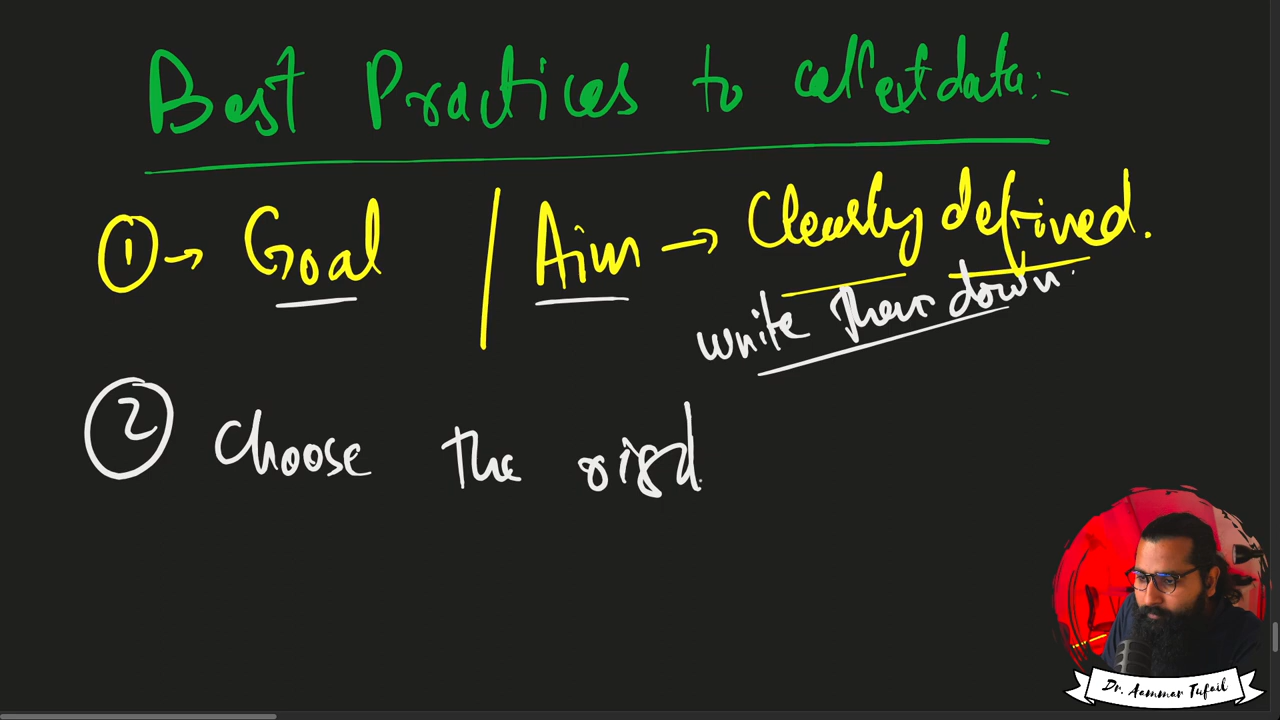 Best Practices to collect data:-
① → Goal / Aim → Clearly defined.
write them down.
② Choose the
Dr. Aammar Tufail